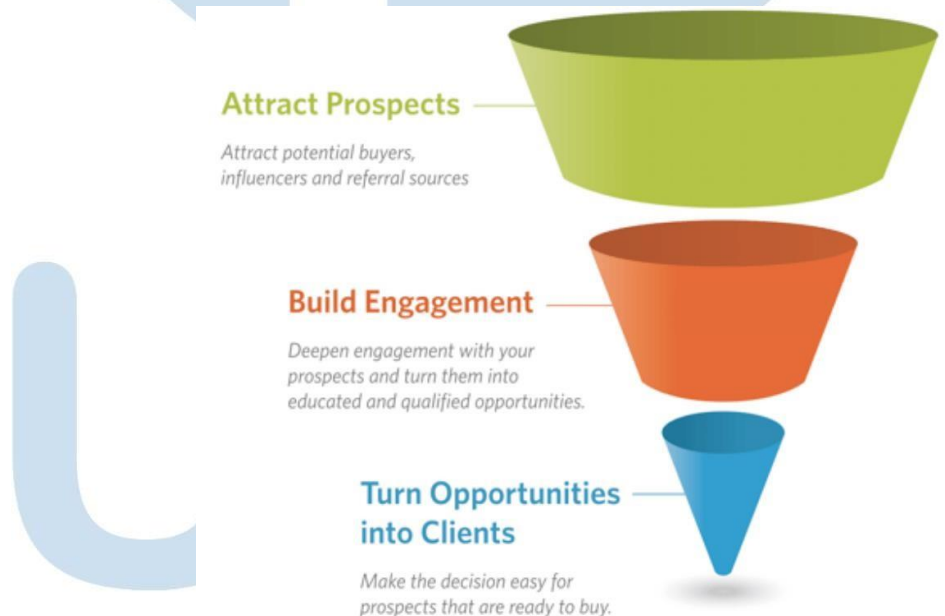 Attract Prospects
Attract potential buyers,
influencers and referral sources
Build Engagement
Deepen engagement with your
prospects and turn them into
educated and qualified opportunities.
Turn Opportunities
into Clients
Make the decision easy for
prospects that are ready to buy.